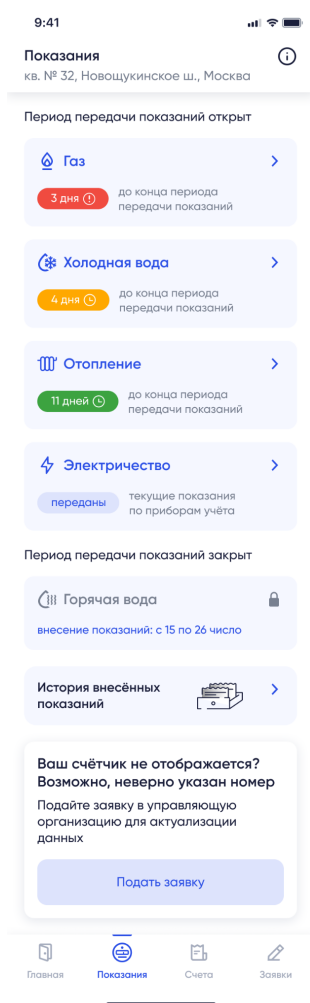 9:41
Показания
кв. № 32, Новощукинское ш., Москва
Период передачи показаний открыт
Газ
3 дня
до конца периода
передачи показаний
Холодная вода
4 дня
до конца периода
передачи показаний
Отопление
11 дней
до конца периода
передачи показаний
Электричество
переданы
текущие показания
по приборам учёта
Период передачи показаний закрыт
Горячая вода
внесение показаний: с 15 по 26 число
История внесённых
показаний
Ваш счётчик не отображается?
Возможно, неверно указан номер
Подайте заявку в управляющую
организацию для актуализации
данных
Подать заявку
Главная
Показания
Счета
Заявки